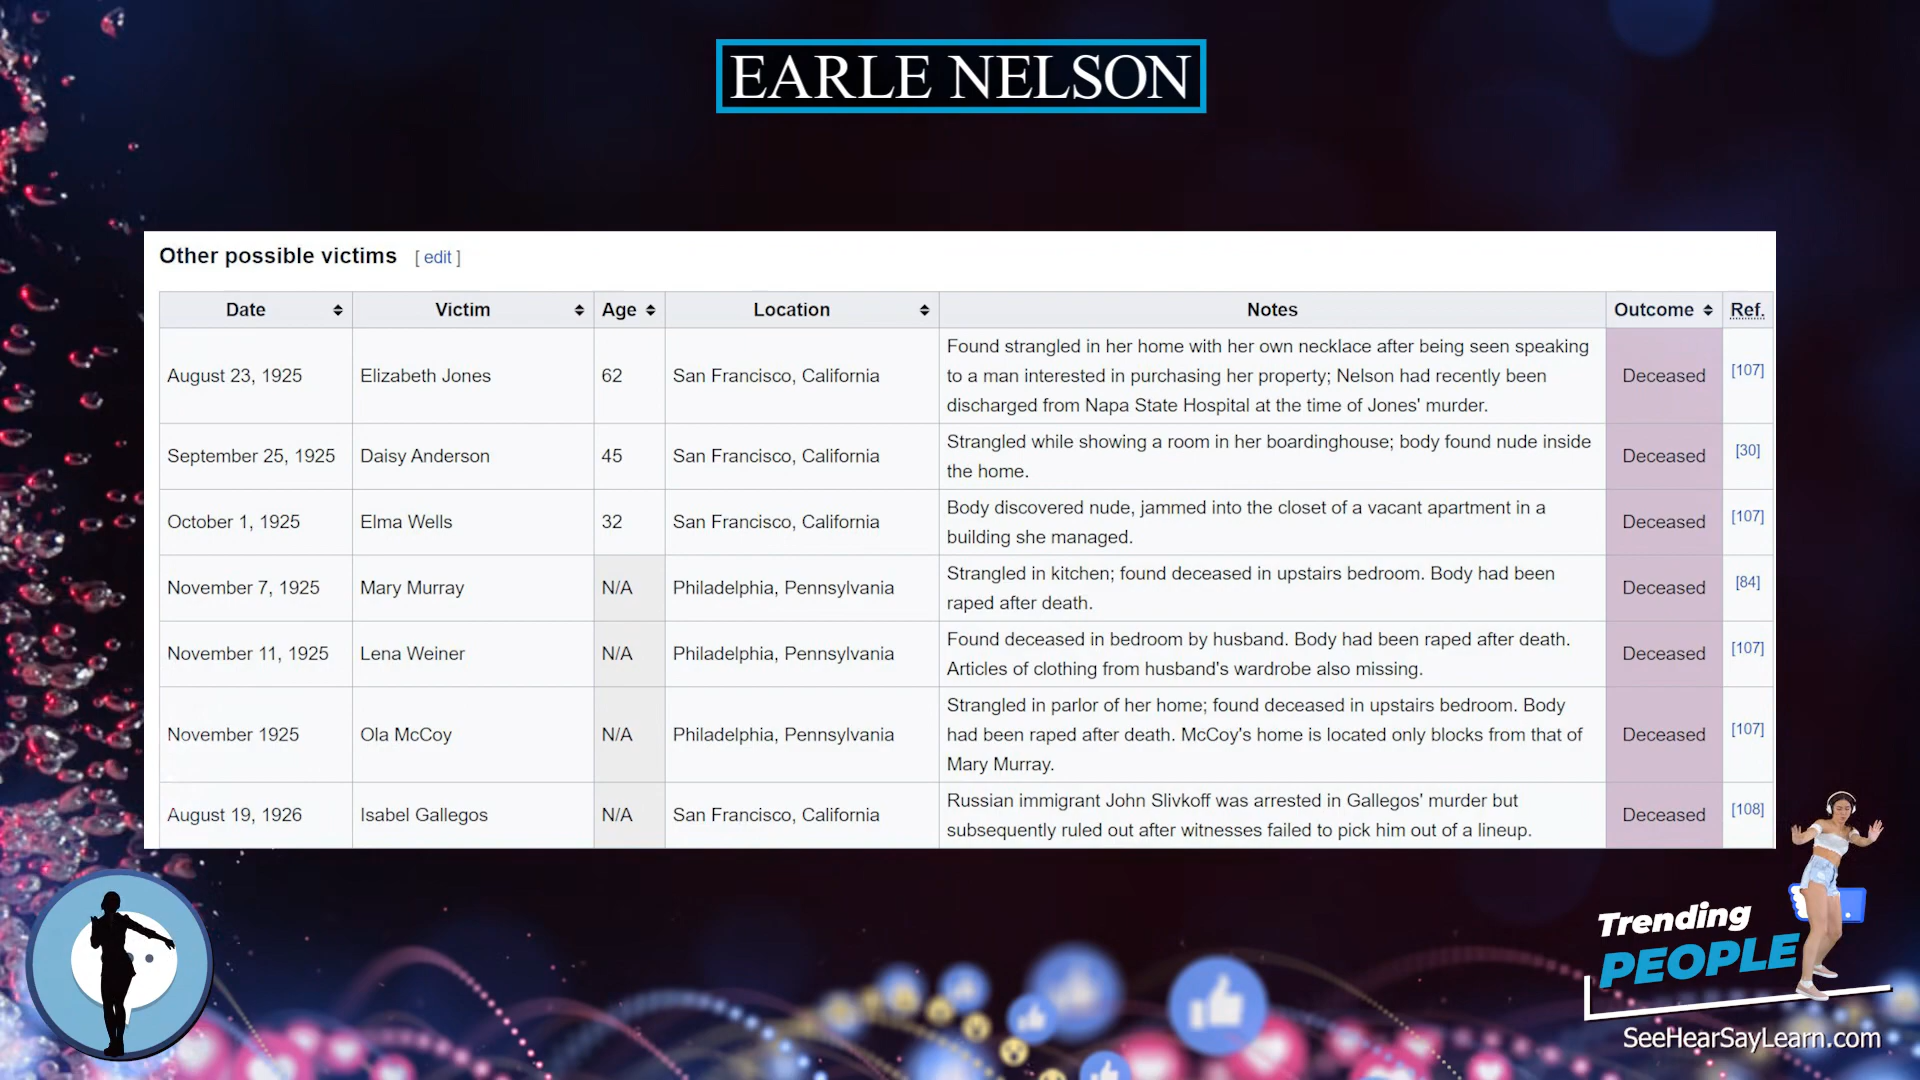 EARLE NELSON
Other possible victims [ edit ]
Date Victim Age Location Notes Outcome Ref.
August 23, 1925 Elizabeth Jones 62 San Francisco, California Found strangled in her home with her own necklace after being seen speaking
to a man interested in purchasing her property; Nelson had recently been
discharged from Napa State Hospital at the time of Jones' murder. Deceased [107]
September 25, 1925 Daisy Anderson 45 San Francisco, California Strangled while showing a room in her boardinghouse; body found nude inside
the home. Deceased [30]
October 1, 1925 Elma Wells 32 San Francisco, California Body discovered nude, jammed into the closet of a vacant apartment in a
building she managed. Deceased [107]
November 7, 1925 Mary Murray N/A Philadelphia, Pennsylvania Strangled in kitchen; found deceased in upstairs bedroom. Body had been
raped after death. Deceased [84]
November 11, 1925 Lena Weiner N/A Philadelphia, Pennsylvania Found deceased in bedroom by husband. Body had been raped after death.
Articles of clothing from husband's wardrobe also missing. Deceased [107]
November 1925 Ola McCoy N/A Philadelphia, Pennsylvania Strangled in parlor of her home; found deceased in upstairs bedroom. Body
had been raped after death. McCoy's home is located only blocks from that of
Mary Murray. Deceased [107]
August 19, 1926 Isabel Gallegos N/A San Francisco, California Russian immigrant John Slivkoff was arrested in Gallegos' murder but
subsequently ruled out after witnesses failed to pick him out of a lineup. Deceased [108]
Trending
PEOPLE
SeeHearSayLearn.com